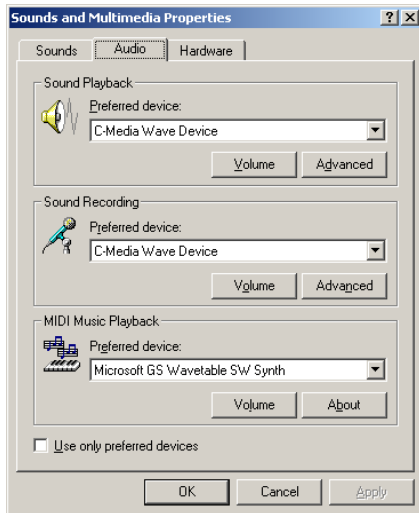 Sounds and Multimedia Properties
Sounds Audio Hardware
Sound Playback
Preferred device:
C-Media Wave Device
Volume Advanced
Sound Recording
Preferred device:
C-Media Wave Device
Volume Advanced
MIDI Music Playback
Preferred device:
Microsoft GS Wavetable SW Synth
Volume About
Use only preferred devices
OK Cancel Apply